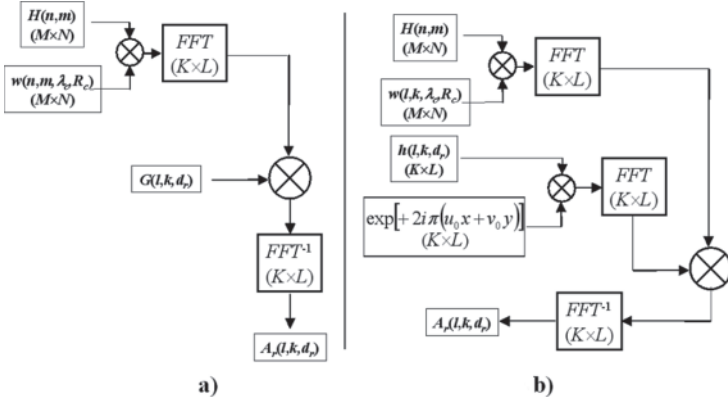 H(n,m)
(M×N)
FFT
(K×L)
w(n,m,λc,Rc)
(M×N)
G(l,k,dr)
FFT-1
(K×L)
Ar(l,k,dr)
a)
H(n,m)
(M×N)
FFT
(K×L)
w(l,k,λc,Rc)
(M×N)
h(l,k,dr)
(K×L)
FFT
(K×L)
exp[+2iπ(u0x+v0y)]
(K×L)
Ar(l,k,dr)
FFT-1
(K×L)
b)